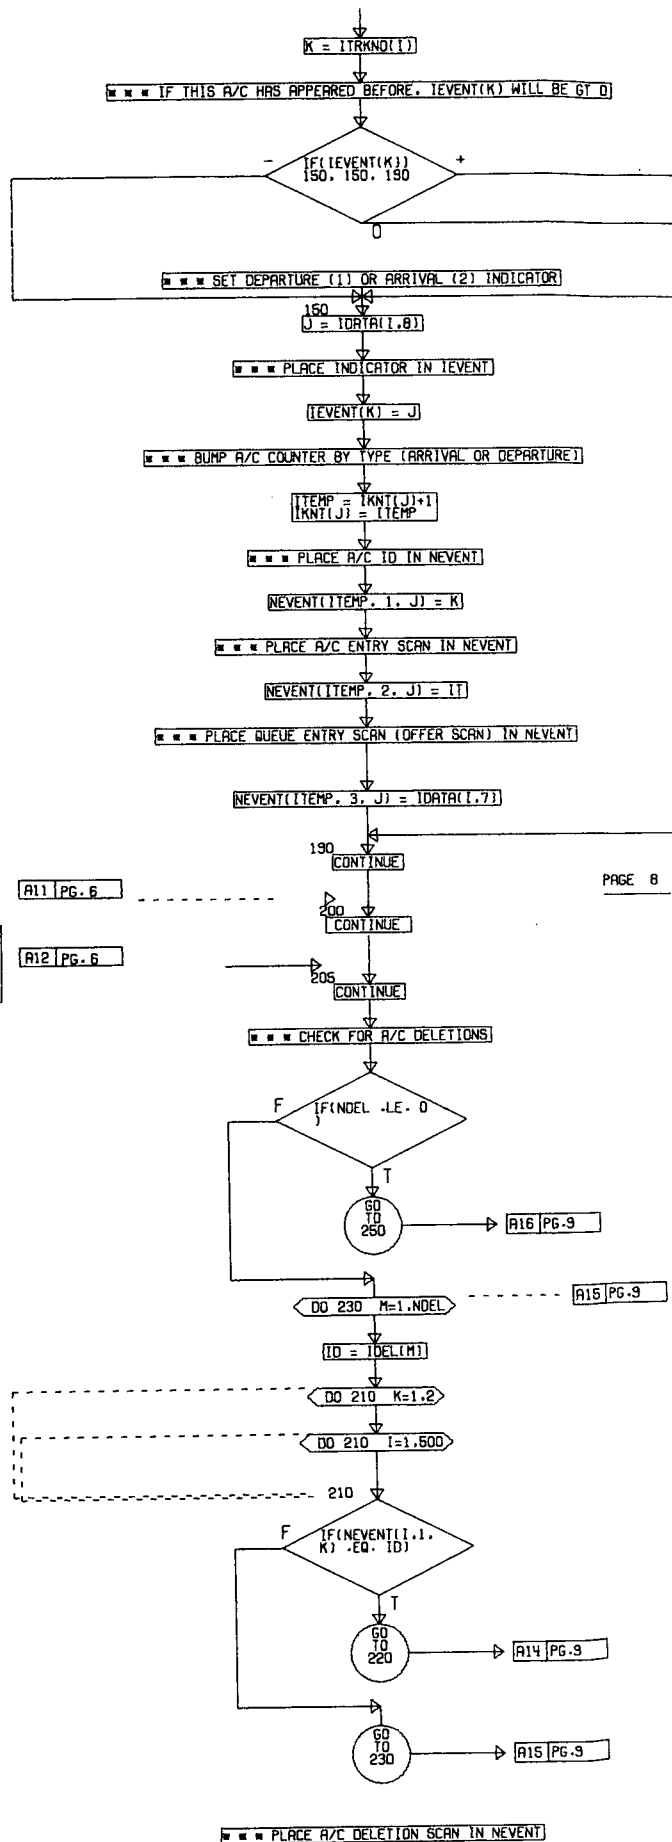 K = ITRKNO(I)
* * * IF THIS A/C HAS APPEARED BEFORE. IEVENT(K) WILL BE GT 0
- +
IF(IEVENT(K))
150. 150. 190
0
* * * SET DEPARTURE (1) OR ARRIVAL (2) INDICATOR
150
J = IDATA(I.8)
* * * PLACE INDICATOR IN IEVENT
IEVENT(K) = J
* * * BUMP A/C COUNTER BY TYPE (ARRIVAL OR DEPARTURE)
ITEMP = IKNT(J)+1
IKNT(J) = ITEMP
* * * PLACE A/C ID IN NEVENT
NEVENT(ITEMP. 1. J) = K
* * * PLACE A/C ENTRY SCAN IN NEVENT
NEVENT(ITEMP. 2. J) = IT
* * * PLACE QUEUE ENTRY SCAN (OFFER SCAN) IN NEVENT
NEVENT(ITEMP. 3. J) = IDATA(I.7)
190
CONTINUE
PAGE 8
A11 PG. 6
200
CONTINUE
A12 PG. 6
205
CONTINUE
* * * CHECK FOR A/C DELETIONS
F
IF(NDEL .LE. 0
)
T
GO
TO
250
A16 PG.9
DO 230 M=1.NDEL
A15 PG.9
ID = IDEL(M)
DO 210 K=1.2
DO 210 I=1.500
210
F
IF(NEVENT(I.1.
K) .EQ. ID)
T
GO
TO
220
A14 PG.9
GO
TO
230
A15 PG.9
* * * PLACE A/C DELETION SCAN IN NEVENT